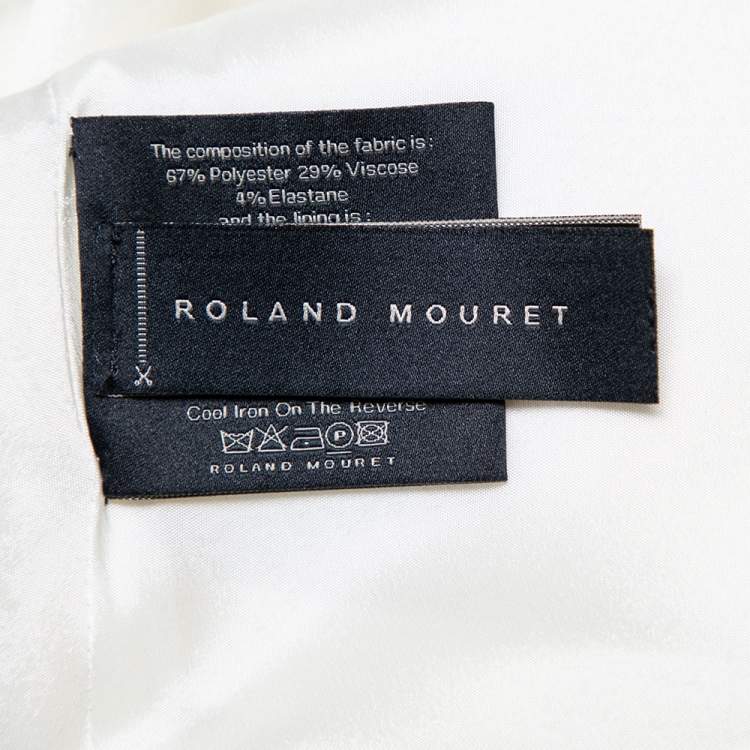 The composition of the fabric is:
67% Polyester 29% Viscose
4% Elastane
and the lining is:
ROLAND MOURET
Cool Iron On The Reverse
P
ROLAND MOURET